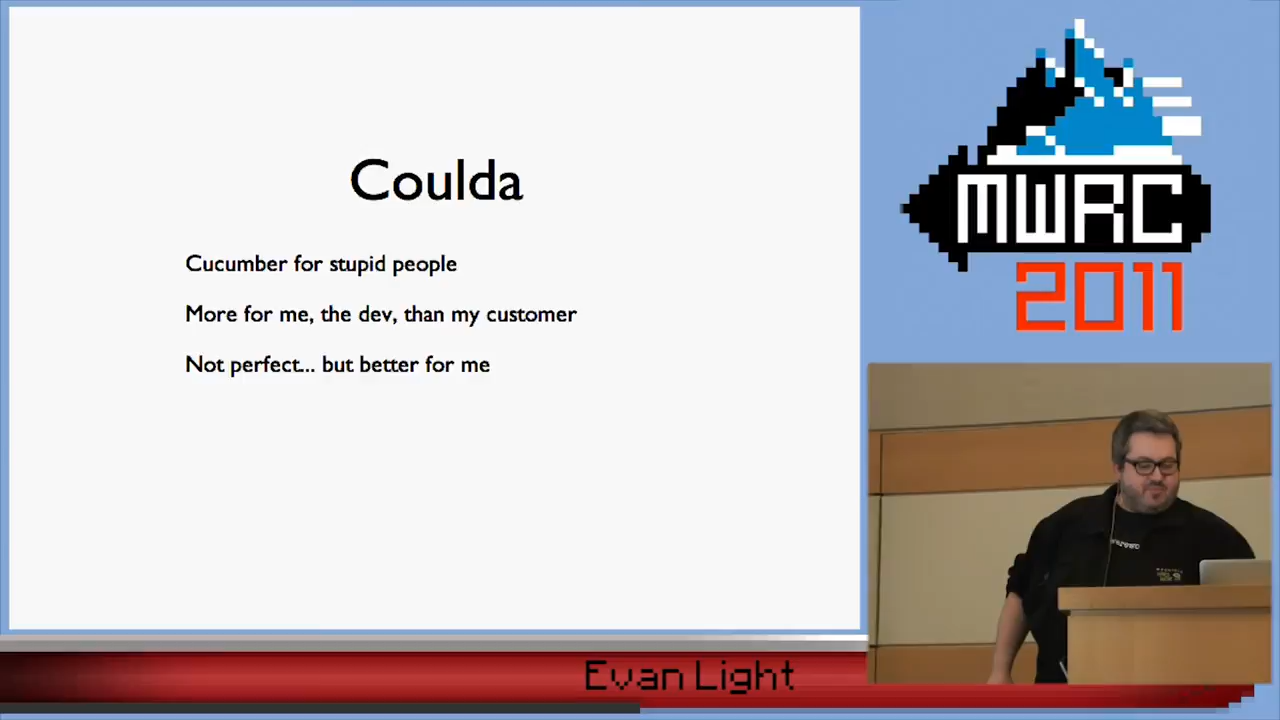 Coulda
Cucumber for stupid people
More for me, the dev, than my customer
Not perfect... but better for me
MWRC
2011
Evan Light